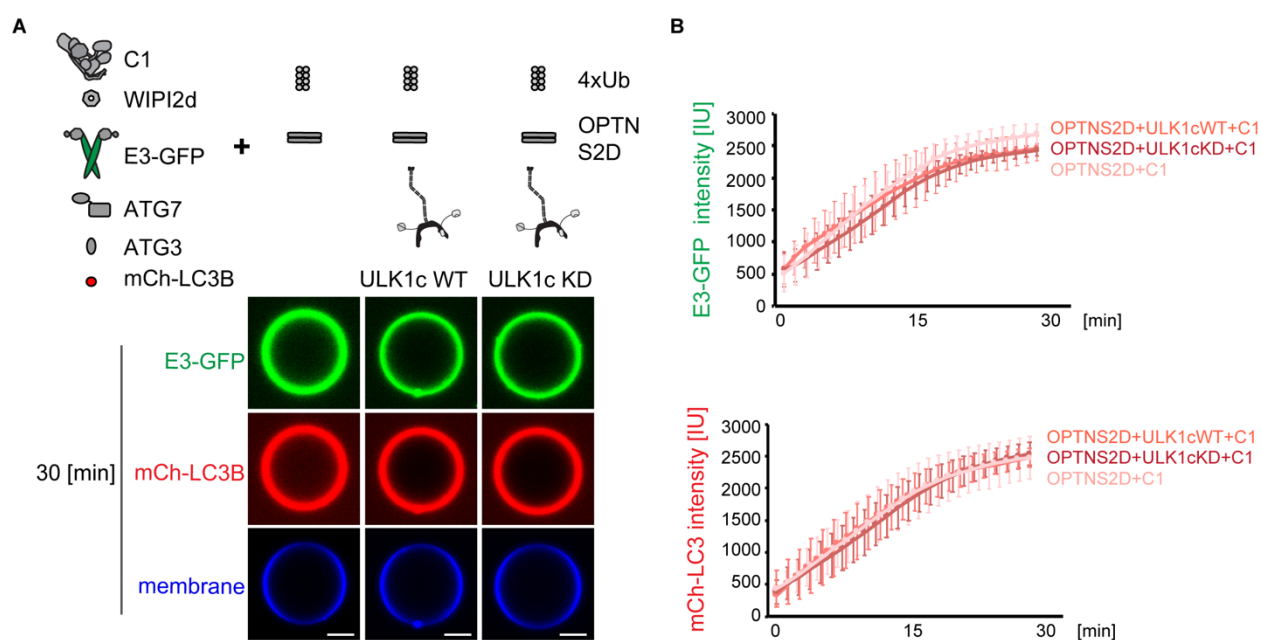 A
C1
WIPI2d
E3-GFP
ATG7
ATG3
mCh-LC3B
+
4xUb
OPTN
S2D
ULK1c WT
ULK1c KD
30 [min]
E3-GFP
mCh-LC3B
membrane
B
E3-GFP intensity [IU]
3000
2500
2000
1500
1000
500
0
0
15
30
[min]
OPTNS2D+ULK1cWT+C1
OPTNS2D+ULK1cKD+C1
OPTNS2D+C1
mCh-LC3 intensity [IU]
3000
2500
2000
1500
1000
500
0
0
15
30
[min]
OPTNS2D+ULK1cWT+C1
OPTNS2D+ULK1cKD+C1
OPTNS2D+C1